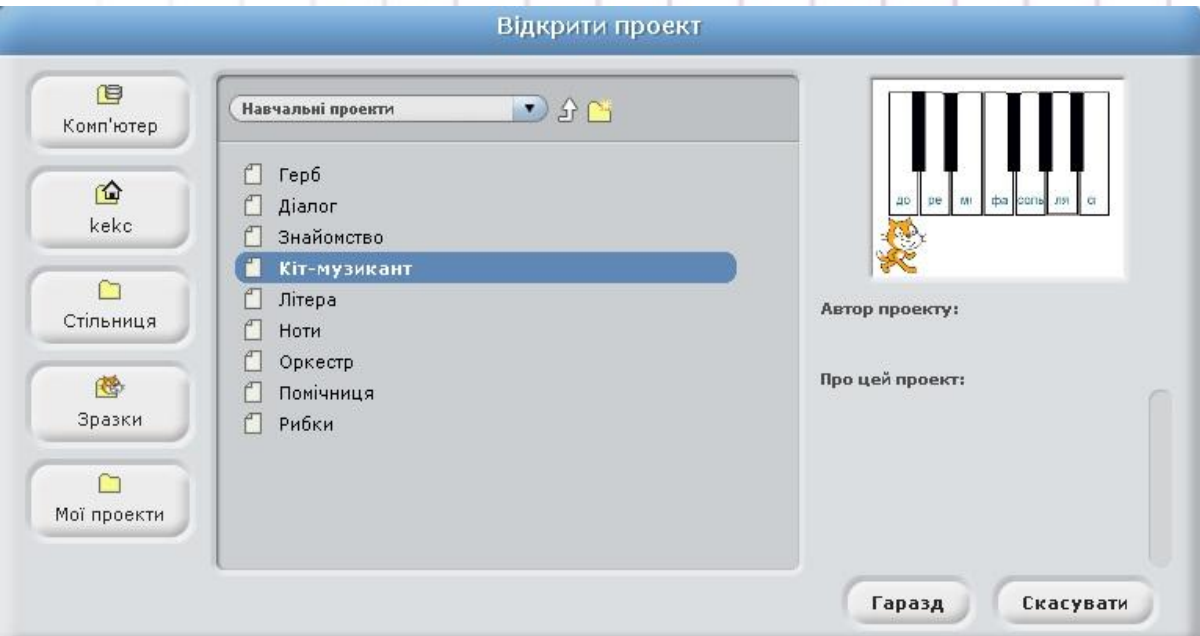 Відкрити проект
Комп'ютер
kekc
Стільниця
Зразки
Мої проекти
Навчальні проекти
Герб
Діалог
Знайомство
Кіт-музикант
Літера
Ноти
Оркестр
Помічниця
Рибки
до ре мі фа соль ля сі
Автор проекту:
Про цей проект:
Гаразд Скасувати